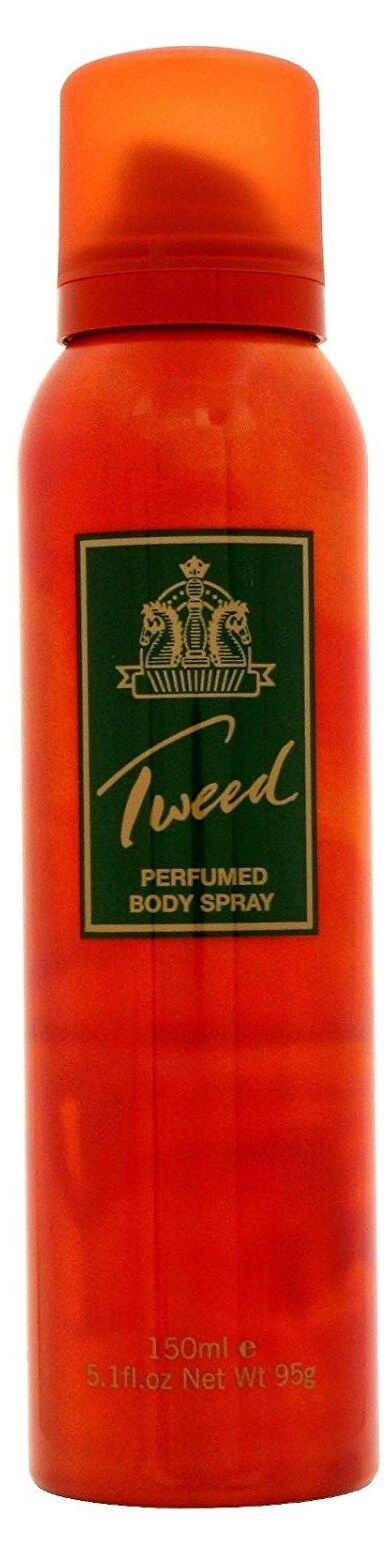 Tweed
PERFUMED
BODY SPRAY
150ml ℮
5.1fl.oz Net Wt 95g